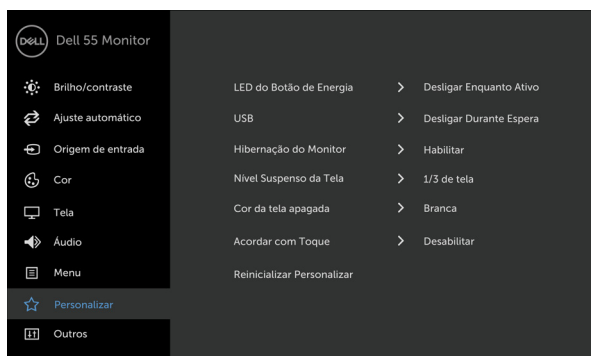 DELL Dell 55 Monitor
Brilho/contraste LED do Botão de Energia Desligar Enquanto Ativo
Ajuste automático USB Desligar Durante Espera
Origem de entrada Hibernação do Monitor Habilitar
Cor Nível Suspenso da Tela 1/3 de tela
Tela Cor da tela apagada Branca
Áudio Acordar com Toque Desabilitar
Menu Reinicializar Personalizar
Personalizar
Outros